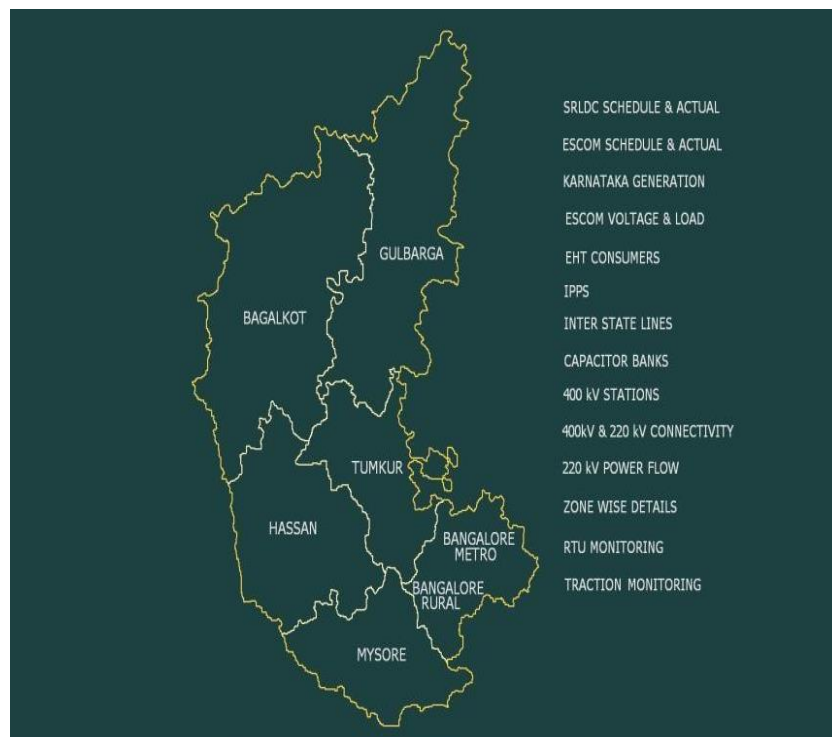 SRLDC SCHEDULE & ACTUAL
ESCOM SCHEDULE & ACTUAL
KARNATAKA GENERATION
ESCOM VOLTAGE & LOAD
GULBARGA
EHT CONSUMERS
IPPS
BAGALKOT
INTER STATE LINES
CAPACITOR BANKS
400 kV STATIONS
400kV & 220 kV CONNECTIVITY
TUMKUR
220 kV POWER FLOW
ZONE WISE DETAILS
HASSAN
BANGALORE
METRO
RTU MONITORING
BANGALORE
RURAL
TRACTION MONITORING
MYSORE